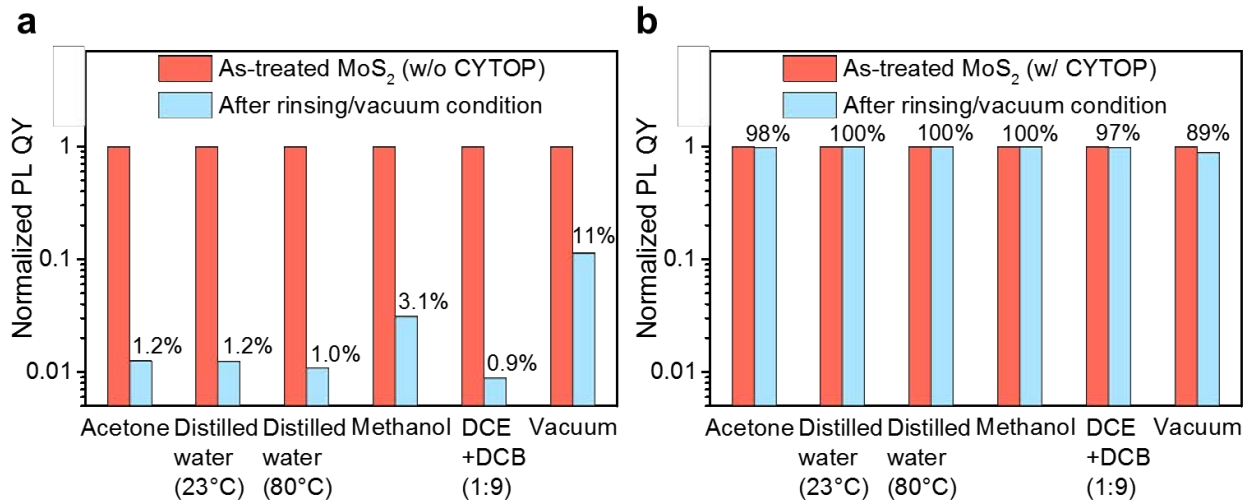 a
As-treated MoS2 (w/o CYTOP)
After rinsing/vacuum condition
Normalized PL QY
1
0.1
0.01
1.2%
1.2%
1.0%
3.1%
0.9%
11%
Acetone
Distilled
water
(23°C)
Distilled
water
(80°C)
Methanol
DCE
+DCB
(1:9)
Vacuum
b
As-treated MoS2 (w/ CYTOP)
After rinsing/vacuum condition
Normalized PL QY
1
0.1
0.01
98%
100%
100%
100%
97%
89%
Acetone
Distilled
water
(23°C)
Distilled
water
(80°C)
Methanol
DCE
+DCB
(1:9)
Vacuum